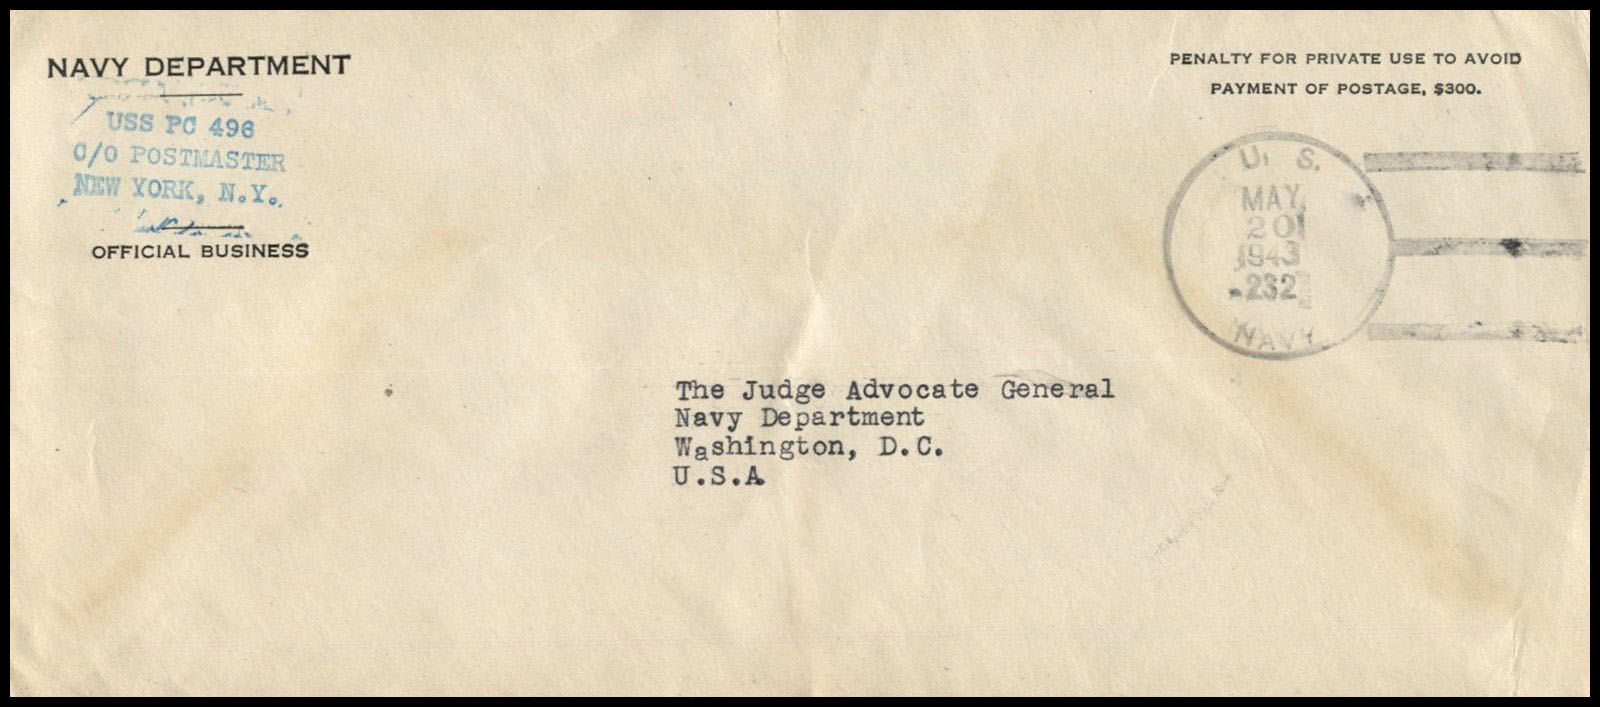 NAVY DEPARTMENT
USS PC 496
C/O POSTMASTER
NEW YORK, N.Y.
OFFICIAL BUSINESS
PENALTY FOR PRIVATE USE TO AVOID
PAYMENT OF POSTAGE, $300.
U. S.
MAY
20
1943
232
NAVY
The Judge Advocate General
Navy Department
Washington, D.C.
U.S.A